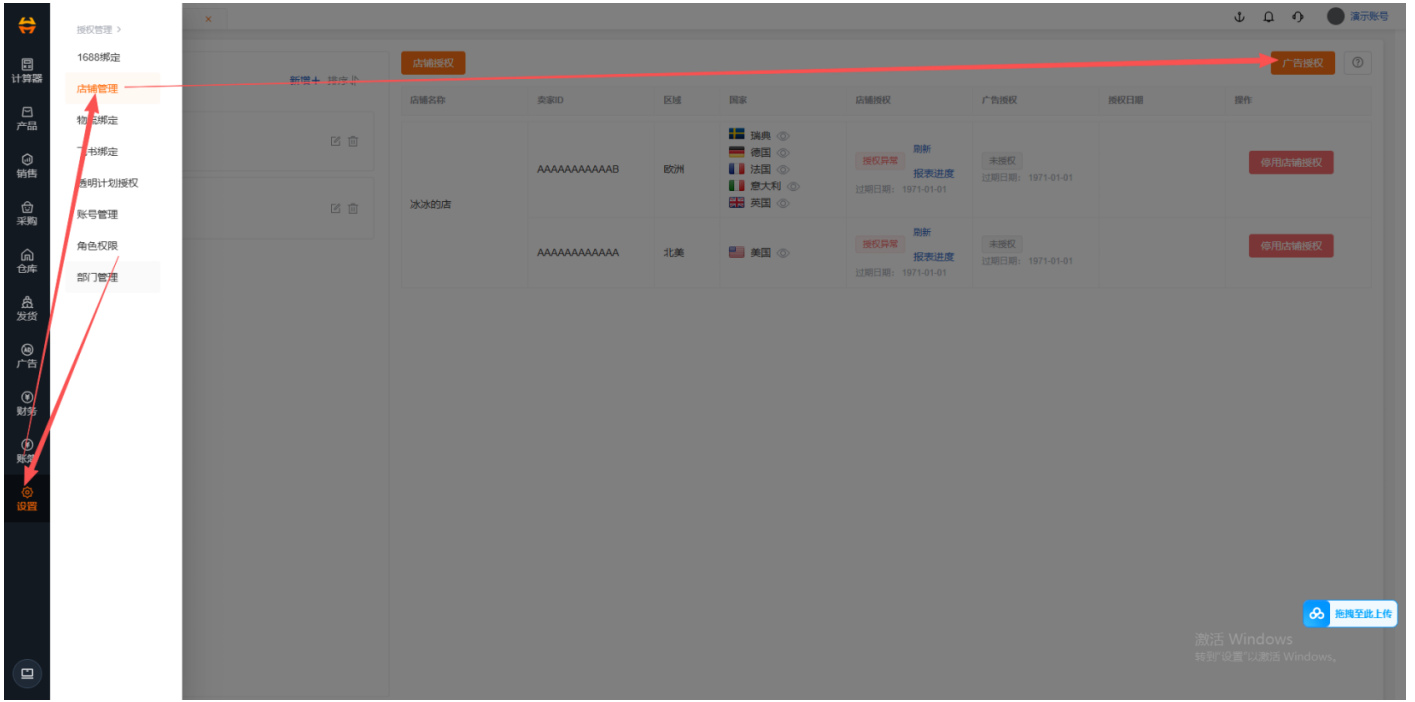 授权管理 >
1688绑定
店铺管理
绑定
书绑定
透明计划授权
账号管理
角色权限
部门管理
计算器
产品
销售
采购
仓库
发货
广告
财务
设置
演示账号
新增+ 排序
店铺授权
广告授权
店铺名称 卖家ID 区域 国家 店铺授权 广告授权 授权日期 操作
冰冰的店
AAAAAAAAAAAB 欧洲
瑞典
德国
法国
意大利
英国
授权异常 刷新
报表进度
过期日期： 1971-01-01
未授权
过期日期： 1971-01-01
停用店铺授权
AAAAAAAAAAAA 北美 美国
授权异常 刷新
报表进度
过期日期： 1971-01-01
未授权
过期日期： 1971-01-01
停用店铺授权
拖拽至此上传
激活 Windows
转到"设置"以激活 Windows。